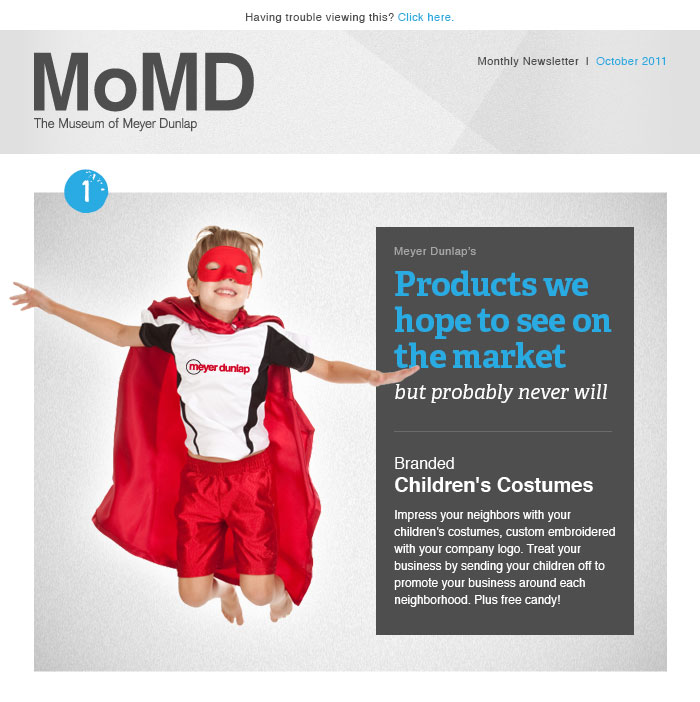 Having trouble viewing this? Click here.
MoMD
The Museum of Meyer Dunlap
Monthly Newsletter | October 2011
1
meyer dunlap
Meyer Dunlap's
Products we
hope to see on
the market
but probably never will
Branded
Children's Costumes
Impress your neighbors with your
children's costumes, custom embroidered
with your company logo. Treat your
business by sending your children off to
promote your business around each
neighborhood. Plus free candy!